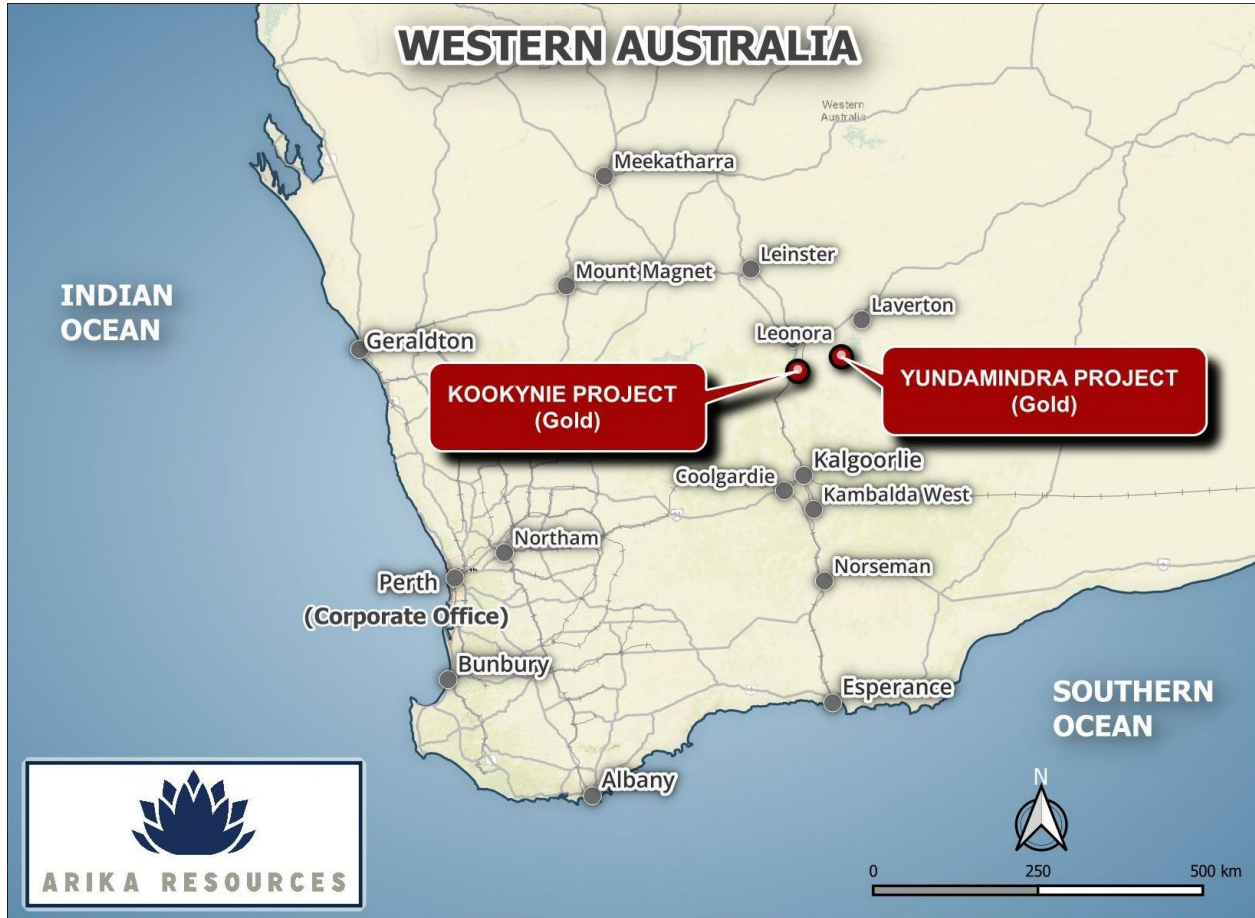 WESTERN AUSTRALIA
Western
Australia
Meekatharra
Leinster
Mount Magnet
INDIAN
OCEAN
Laverton
Leonora
Geraldton
KOOKYNIE PROJECT
(Gold)
YUNDAMINDRA PROJECT
(Gold)
Kalgoorlie
Coolgardie
Kambalda West
Northam
Perth
(Corporate Office)
Norseman
Bunbury
Esperance
SOUTHERN
OCEAN
Albany
N
0 250 500 km
ARIKA RESOURCES